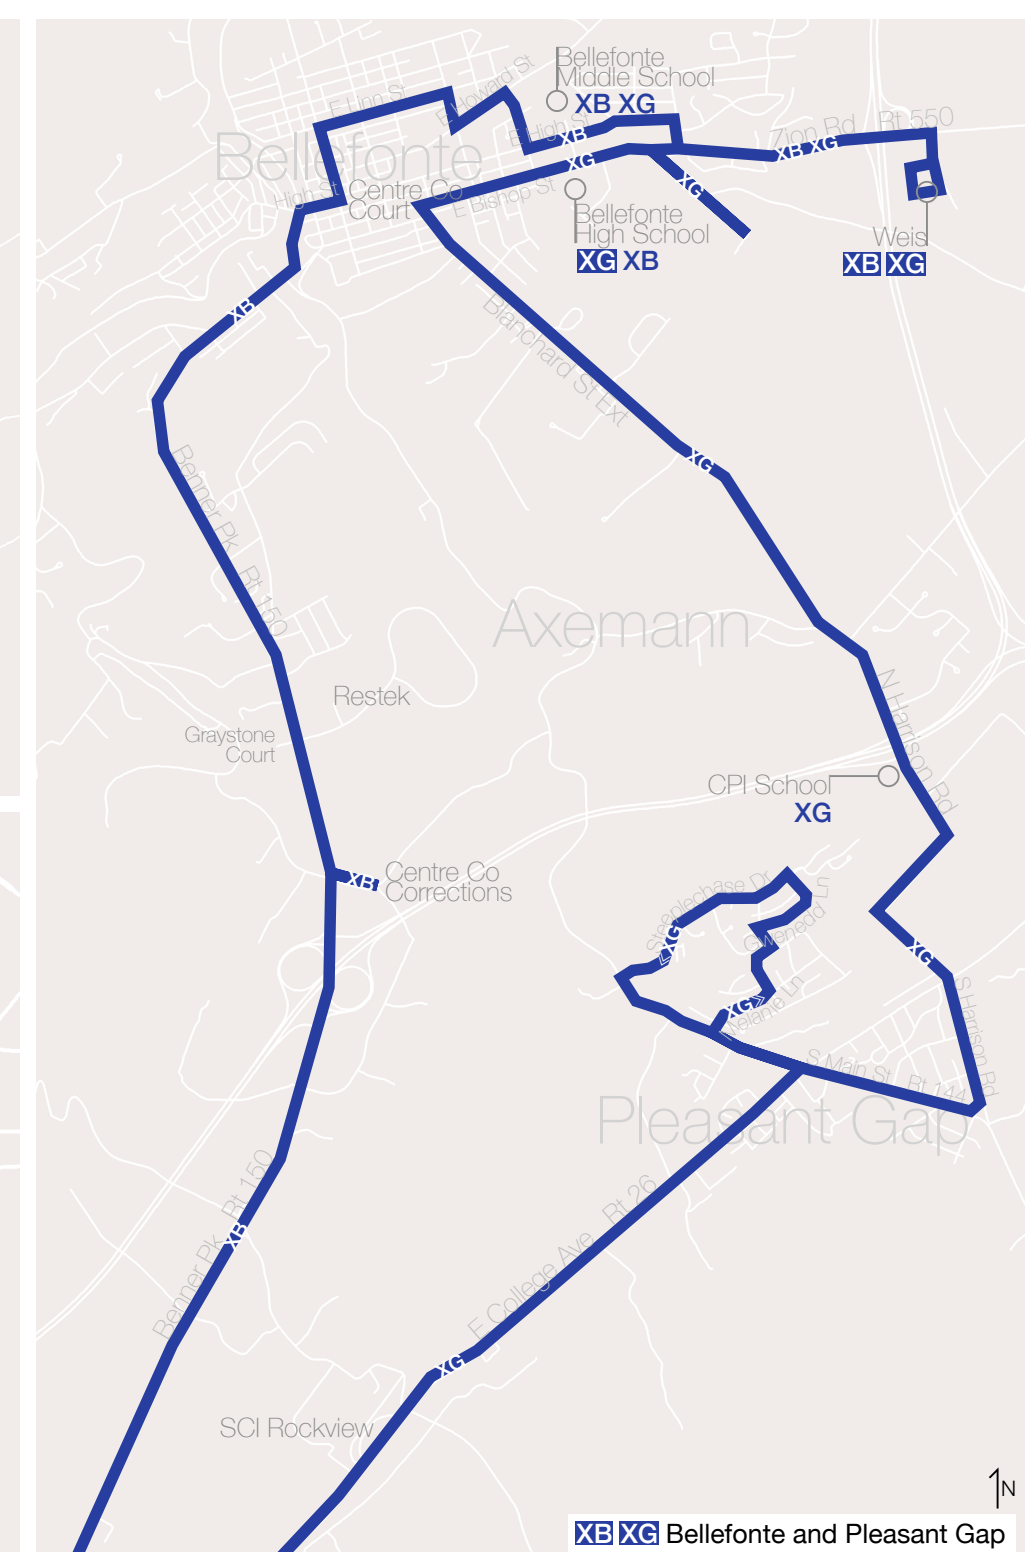 Bellefonte
Middle School
XB XG
E Linn St
E Howard St
E High St
XB
Zion Rd
Rt 550
XB XG
Bellefonte
XG
XG
High St
Centre Co
Court
E Bishop St
Bellefonte
High School
XG XB
Weis
XB XG
XB
Blanchard St Ext
XG
Benner Pk
Rt 150
Axemann
N Harrison Rd
Restek
Graystone
Court
CPI School
XG
XB
Centre Co
Corrections
Steeplechase Dr
Gwenedd Ln
XG
XG
Melanie Ln
XG
S Harrison Rd
S Main St
Rt 144
Pleasant Gap
Benner Pk
Rt 150
XB
E College Ave
Rt 26
XG
SCI Rockview
N
XB XG Bellefonte and Pleasant Gap